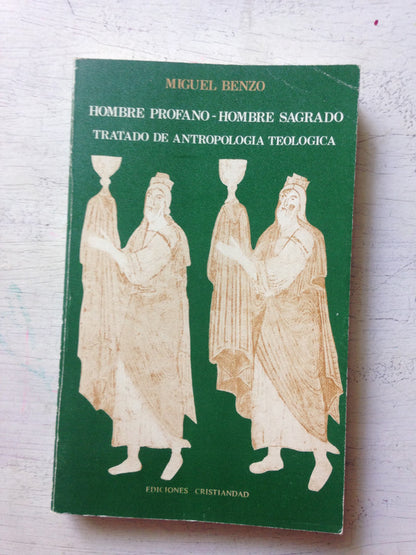 MIGUEL BENZO
HOMBRE PROFANO - HOMBRE SAGRADO
TRATADO DE ANTROPOLOGIA TEOLOGICA
EDICIONES CRISTIANDAD